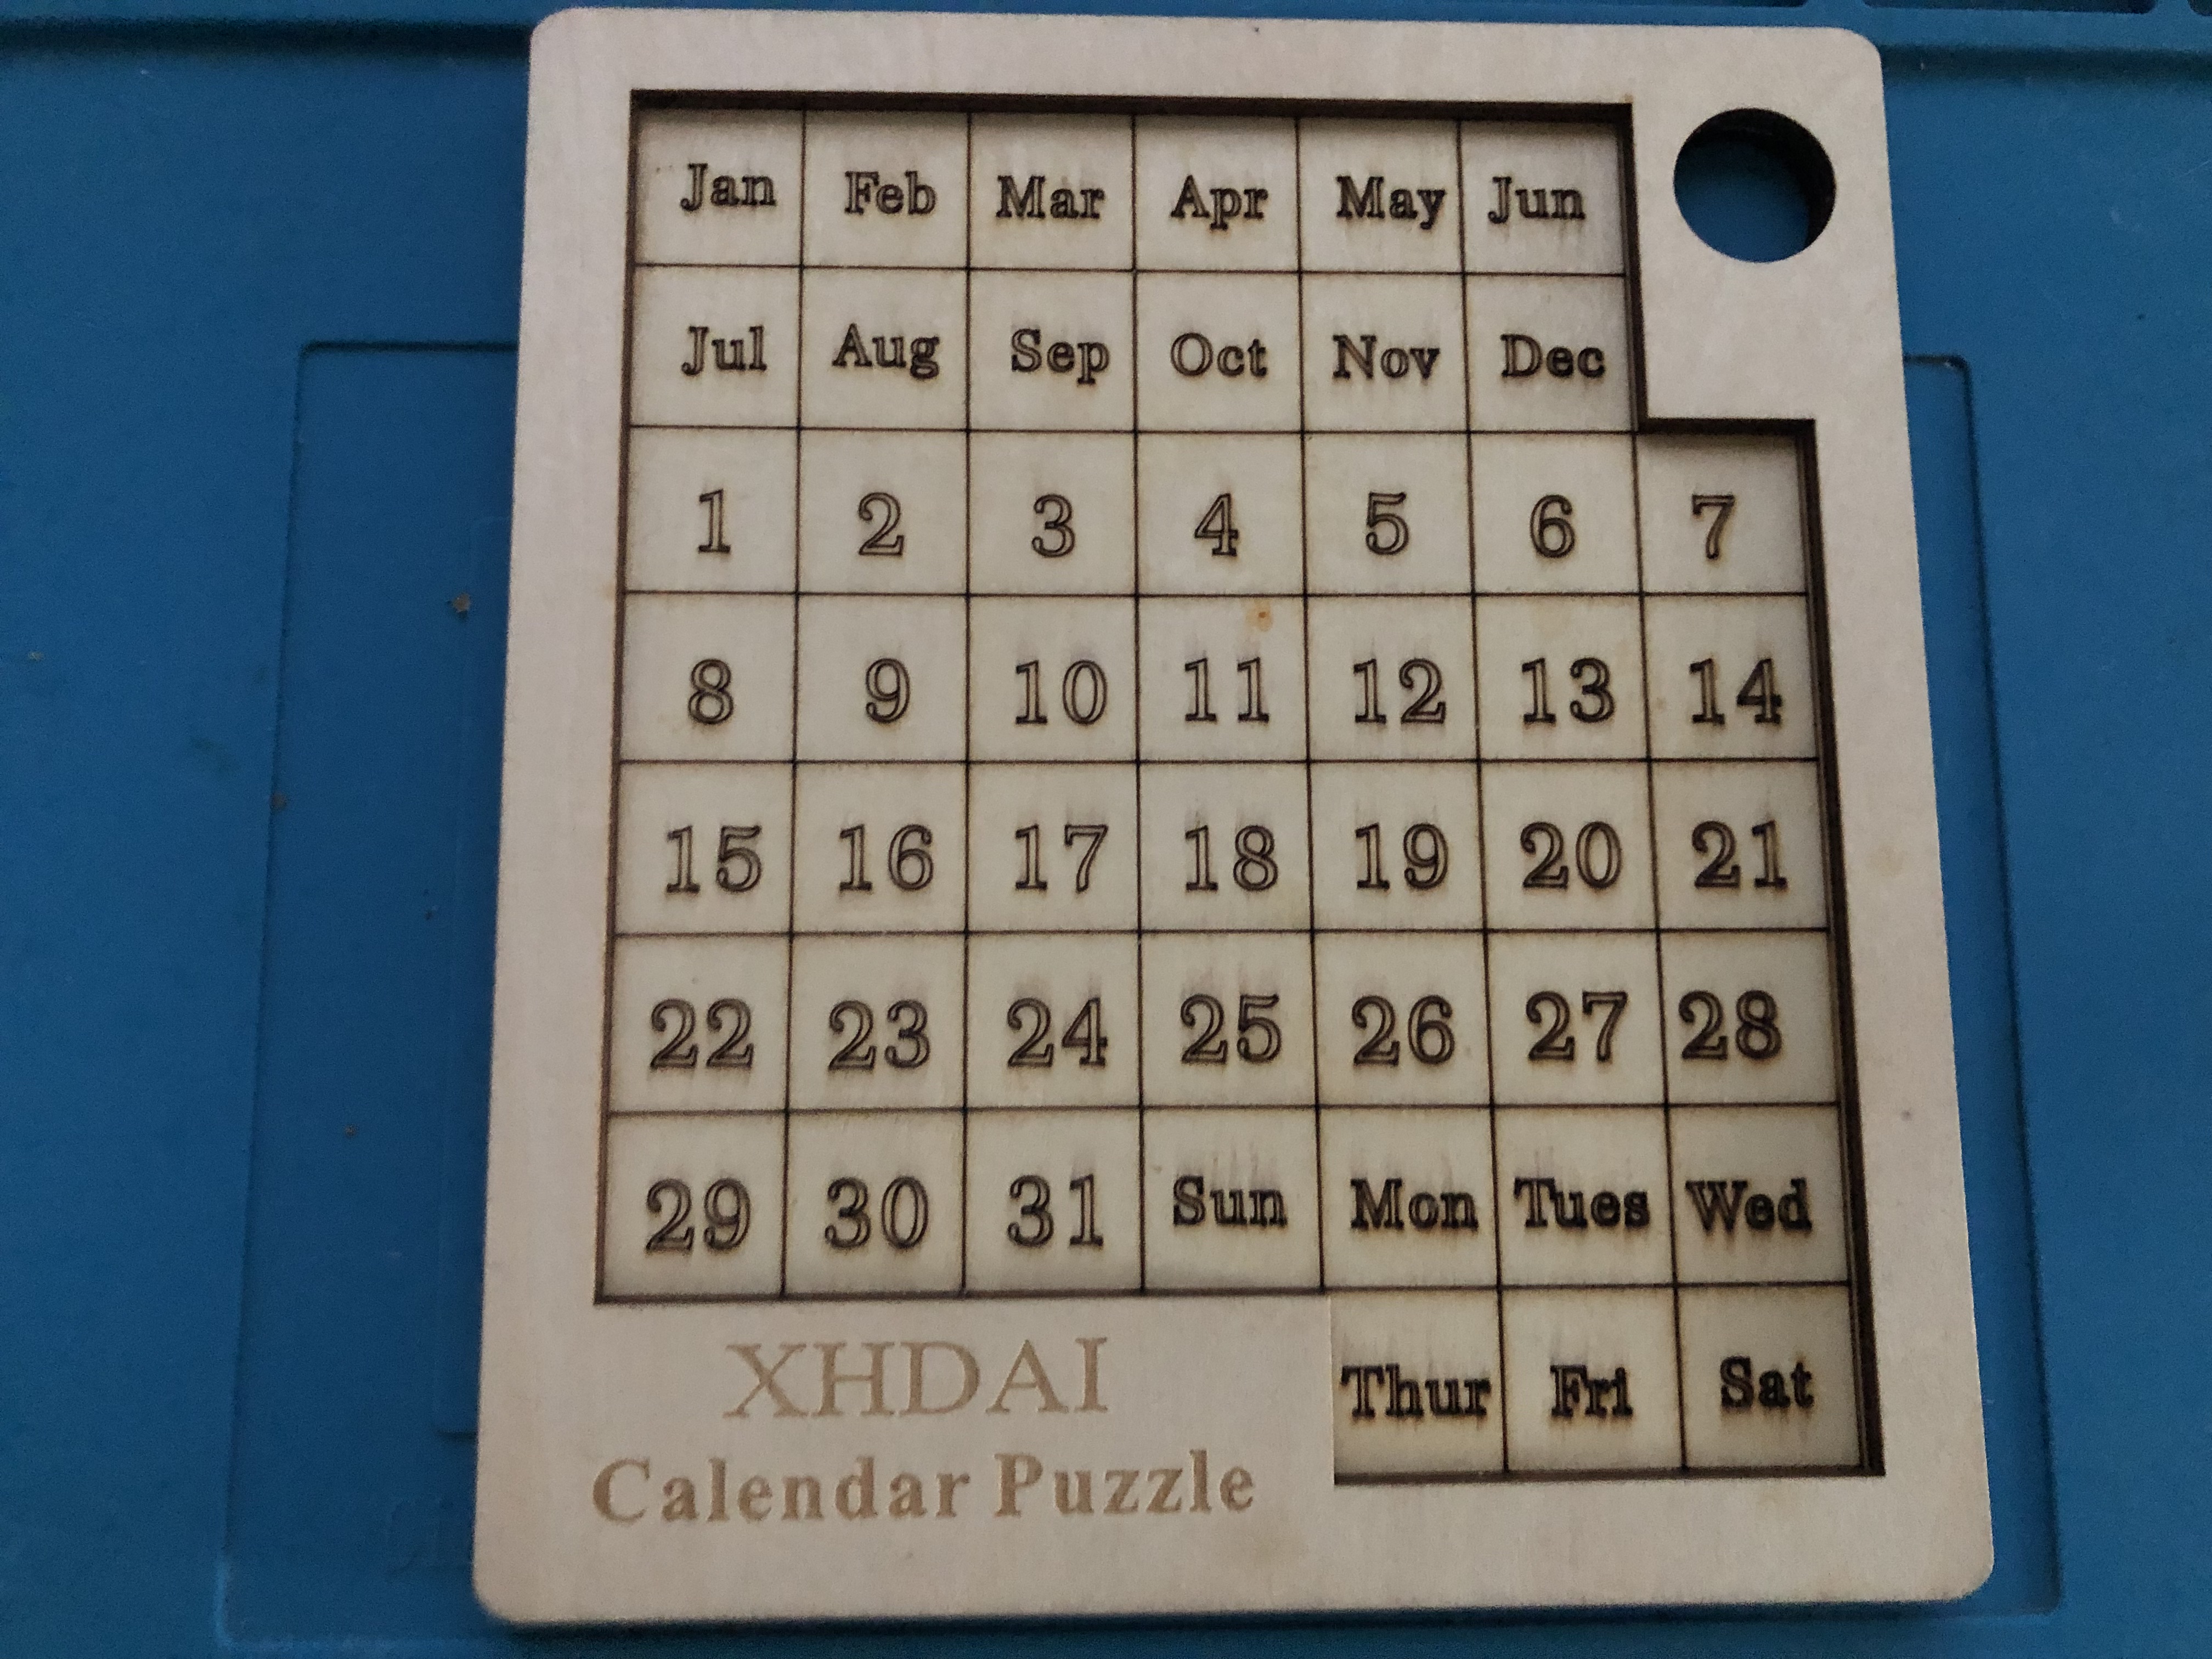 Jan Feb Mar Apr May Jun
Jul Aug Sep Oct Nov Dec
1 2 3 4 5 6 7
8 9 10 11 12 13 14
15 16 17 18 19 20 21
22 23 24 25 26 27 28
29 30 31 Sun Mon Tues Wed
Thur Fri Sat
XHDAI
Calendar Puzzle